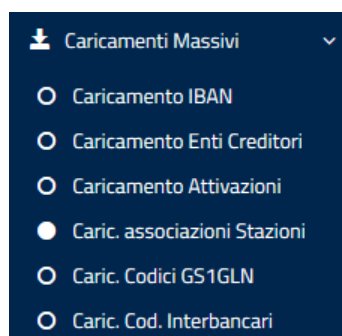 Caricamenti Massivi
Caricamento IBAN
Caricamento Enti Creditori
Caricamento Attivazioni
Caric. associazioni Stazioni
Caric. Codici GS1GLN
Caric. Cod. Interbancari